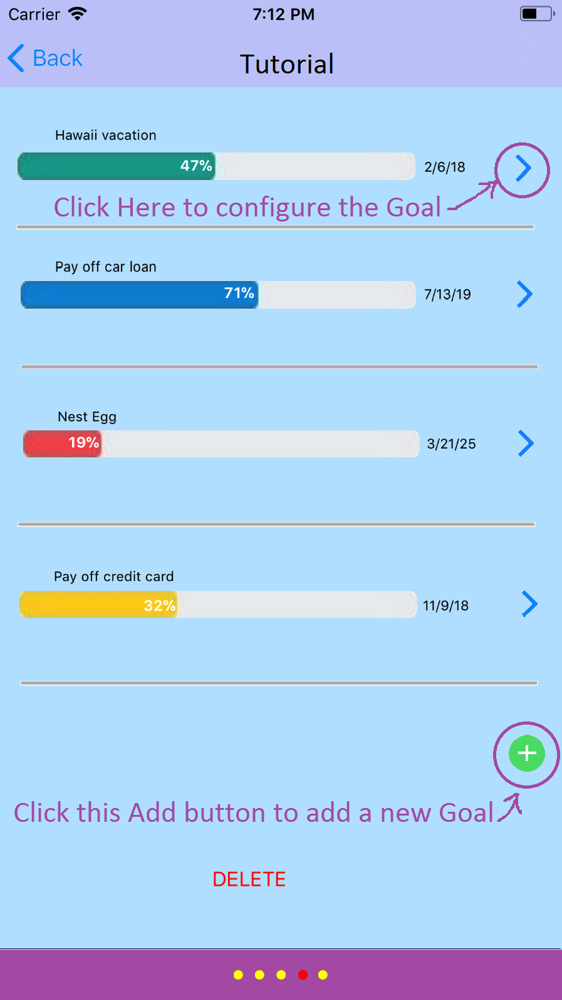 Carrier 7:12 PM
Back Tutorial
Hawaii vacation
47% 2/6/18
Click Here to configure the Goal
Pay off car loan
71% 7/13/19
Nest Egg
19% 3/21/25
Pay off credit card
32% 11/9/18
Click this Add button to add a new Goal
DELETE